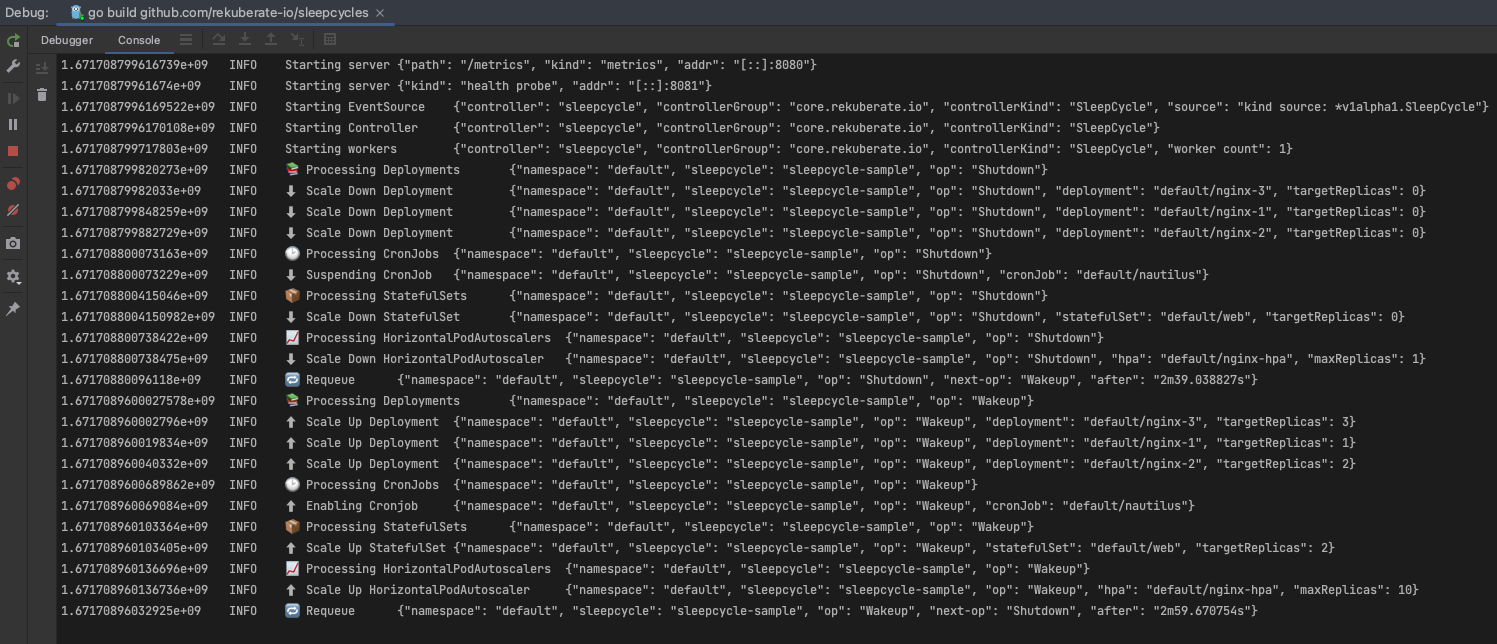 Debug: go build github.com/rekuberate-io/sleepcycles ×
Debugger Console
1.671708799616739e+09 INFO Starting server {"path": "/metrics", "kind": "metrics", "addr": "[::]:8080"}
1.67170879961674e+09 INFO Starting server {"kind": "health probe", "addr": "[::]:8081"}
1.6717087996169522e+09 INFO Starting EventSource {"controller": "sleepcycle", "controllerGroup": "core.rekuberate.io", "controllerKind": "SleepCycle", "source": "kind source: *v1alpha1.SleepCycle"}
1.6717087996170108e+09 INFO Starting Controller {"controller": "sleepcycle", "controllerGroup": "core.rekuberate.io", "controllerKind": "SleepCycle"}
1.671708799717803e+09 INFO Starting workers {"controller": "sleepcycle", "controllerGroup": "core.rekuberate.io", "controllerKind": "SleepCycle", "worker count": 1}
1.671708799820273e+09 INFO 📚 Processing Deployments {"namespace": "default", "sleepcycle": "sleepcycle-sample", "op": "Shutdown"}
1.67170879982033e+09 INFO ⬇ Scale Down Deployment {"namespace": "default", "sleepcycle": "sleepcycle-sample", "op": "Shutdown", "deployment": "default/nginx-3", "targetReplicas": 0}
1.671708799848259e+09 INFO ⬇ Scale Down Deployment {"namespace": "default", "sleepcycle": "sleepcycle-sample", "op": "Shutdown", "deployment": "default/nginx-1", "targetReplicas": 0}
1.671708799882729e+09 INFO ⬇ Scale Down Deployment {"namespace": "default", "sleepcycle": "sleepcycle-sample", "op": "Shutdown", "deployment": "default/nginx-2", "targetReplicas": 0}
1.671708800073163e+09 INFO 🕑 Processing CronJobs {"namespace": "default", "sleepcycle": "sleepcycle-sample", "op": "Shutdown"}
1.671708800073229e+09 INFO ⬇ Suspending CronJob {"namespace": "default", "sleepcycle": "sleepcycle-sample", "op": "Shutdown", "cronJob": "default/nautilus"}
1.671708800415046e+09 INFO 📦 Processing StatefulSets {"namespace": "default", "sleepcycle": "sleepcycle-sample", "op": "Shutdown"}
1.6717088004150982e+09 INFO ⬇ Scale Down StatefulSet {"namespace": "default", "sleepcycle": "sleepcycle-sample", "op": "Shutdown", "statefulSet": "default/web", "targetReplicas": 0}
1.671708800738422e+09 INFO 📈 Processing HorizontalPodAutoscalers {"namespace": "default", "sleepcycle": "sleepcycle-sample", "op": "Shutdown"}
1.671708800738475e+09 INFO ⬇ Scale Down HorizontalPodAutoscaler {"namespace": "default", "sleepcycle": "sleepcycle-sample", "op": "Shutdown", "hpa": "default/nginx-hpa", "maxReplicas": 1}
1.67170880096118e+09 INFO 🔁 Requeue {"namespace": "default", "sleepcycle": "sleepcycle-sample", "op": "Shutdown", "next-op": "Wakeup", "after": "2m39.038827s"}
1.6717089600027578e+09 INFO 📚 Processing Deployments {"namespace": "default", "sleepcycle": "sleepcycle-sample", "op": "Wakeup"}
1.671708960002796e+09 INFO ⬆ Scale Up Deployment {"namespace": "default", "sleepcycle": "sleepcycle-sample", "op": "Wakeup", "deployment": "default/nginx-3", "targetReplicas": 3}
1.671708960019834e+09 INFO ⬆ Scale Up Deployment {"namespace": "default", "sleepcycle": "sleepcycle-sample", "op": "Wakeup", "deployment": "default/nginx-1", "targetReplicas": 1}
1.671708960040332e+09 INFO ⬆ Scale Up Deployment {"namespace": "default", "sleepcycle": "sleepcycle-sample", "op": "Wakeup", "deployment": "default/nginx-2", "targetReplicas": 2}
1.6717089600689862e+09 INFO 🕑 Processing CronJobs {"namespace": "default", "sleepcycle": "sleepcycle-sample", "op": "Wakeup"}
1.671708960069084e+09 INFO ⬆ Enabling Cronjob {"namespace": "default", "sleepcycle": "sleepcycle-sample", "op": "Wakeup", "cronJob": "default/nautilus"}
1.671708960103364e+09 INFO 📦 Processing StatefulSets {"namespace": "default", "sleepcycle": "sleepcycle-sample", "op": "Wakeup"}
1.671708960103405e+09 INFO ⬆ Scale Up StatefulSet {"namespace": "default", "sleepcycle": "sleepcycle-sample", "op": "Wakeup", "statefulSet": "default/web", "targetReplicas": 2}
1.671708960136696e+09 INFO 📈 Processing HorizontalPodAutoscalers {"namespace": "default", "sleepcycle": "sleepcycle-sample", "op": "Wakeup"}
1.671708960136736e+09 INFO ⬆ Scale Up HorizontalPodAutoscaler {"namespace": "default", "sleepcycle": "sleepcycle-sample", "op": "Wakeup", "hpa": "default/nginx-hpa", "maxReplicas": 10}
1.67170896032925e+09 INFO 🔁 Requeue {"namespace": "default", "sleepcycle": "sleepcycle-sample", "op": "Wakeup", "next-op": "Shutdown", "after": "2m59.670754s"}